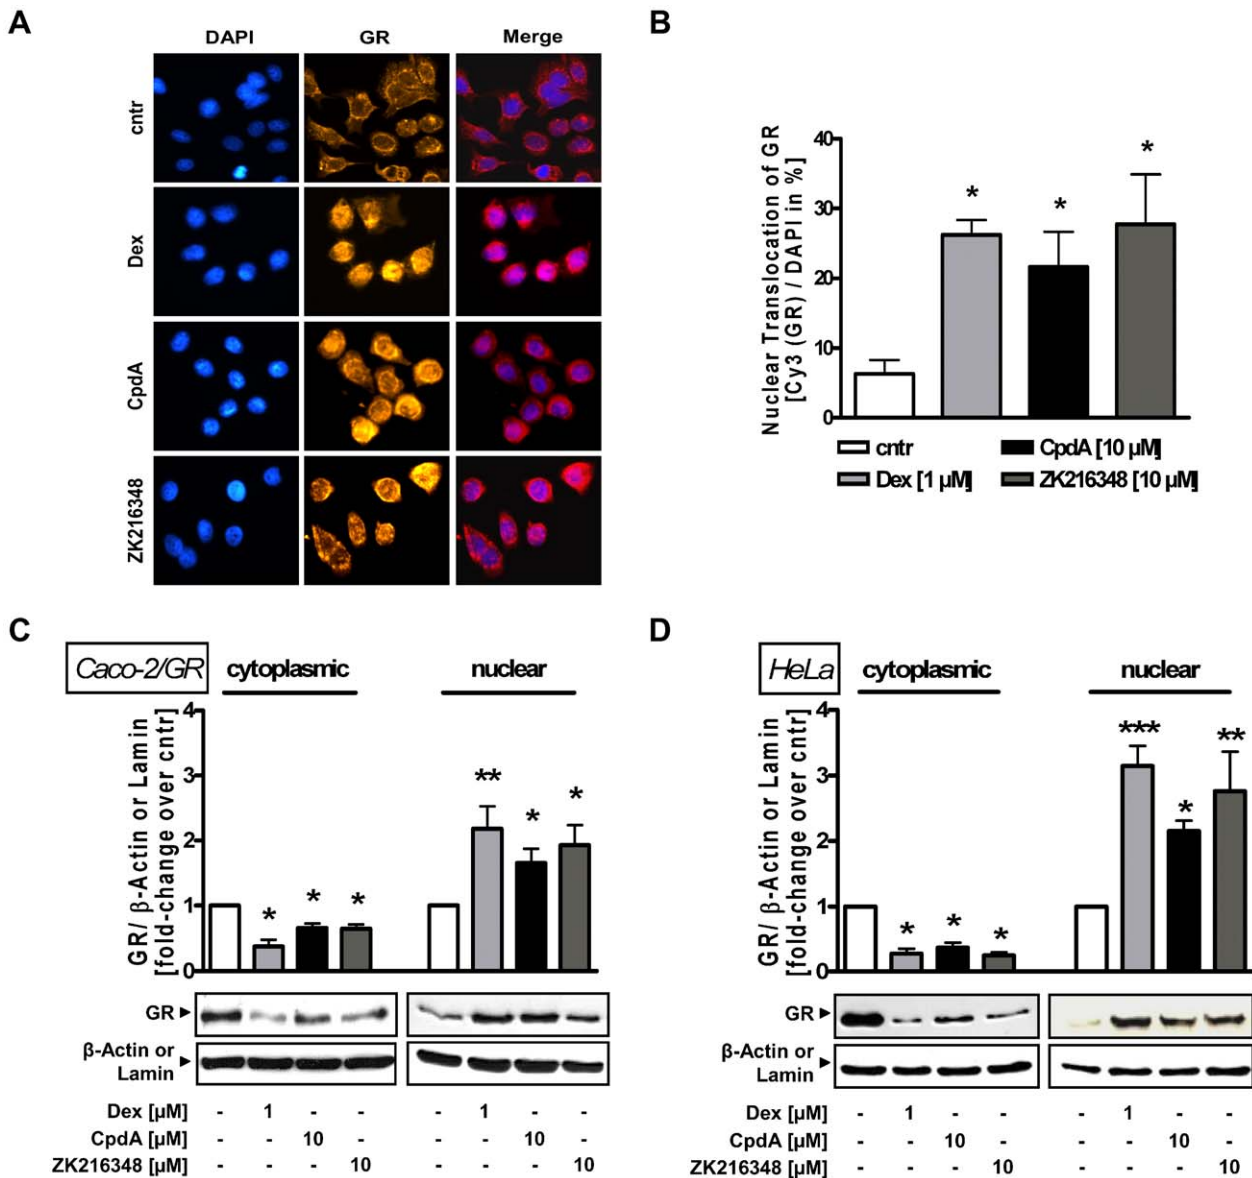 A
DAPI GR Merge
cntr
Dex
CpdA
ZK216348
B
Nuclear Translocation of GR
[Cy3 (GR) / DAPI in %]
40
30
20
10
0
* * *
cntr CpdA [10 µM]
Dex [1 µM] ZK216348 [10 µM]
C
Caco-2/GR cytoplasmic nuclear
GR/ β-Actin or Lamin
[fold-change over cntr]
4
3
2
1
0
* * * ** * *
GR
β-Actin or
Lamin
Dex [µM] - 1 - - - 1 - -
CpdA [µM] - - 10 - - - 10 -
ZK216348 [µM] - - - 10 - - - 10
D
HeLa cytoplasmic nuclear
GR/ β-Actin or Lamin
[fold-change over cntr]
4
3
2
1
0
* * * *** * **
GR
β-Actin or
Lamin
Dex [µM] - 1 - - - 1 - -
CpdA [µM] - - 10 - - - 10 -
ZK216348 [µM] - - - 10 - - - 10